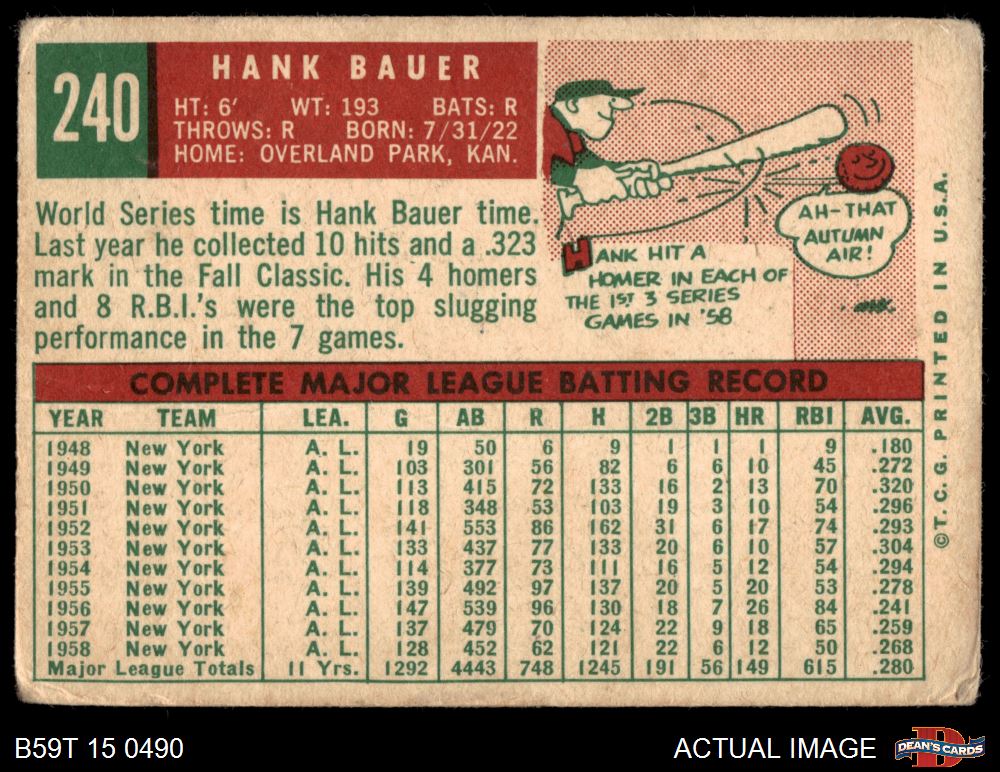 240
HANK BAUER
HT: 6' WT: 193 BATS: R
THROWS: R BORN: 7/31/22
HOME: OVERLAND PARK, KAN.
World Series time is Hank Bauer time.
Last year he collected 10 hits and a .323
mark in the Fall Classic. His 4 homers
and 8 R.B.I.'s were the top slugging
performance in the 7 games.
AH-THAT
AUTUMN
AIR!
HANK HIT A
HOMER IN EACH OF
THE 1ST 3 SERIES
GAMES IN '58
COMPLETE MAJOR LEAGUE BATTING RECORD
YEAR TEAM LEA. G AB R H 2B 3B HR RBI AVG.
1948 New York A. L. 19 50 6 9 1 1 1 9 .180
1949 New York A. L. 103 301 56 82 6 6 10 45 .272
1950 New York A. L. 113 415 72 133 16 2 13 70 .320
1951 New York A. L. 118 348 53 103 19 3 10 54 .296
1952 New York A. L. 141 553 86 162 31 6 17 74 .293
1953 New York A. L. 133 437 77 133 20 6 10 57 .304
1954 New York A. L. 114 377 73 111 16 5 12 54 .294
1955 New York A. L. 139 492 97 137 20 5 20 53 .278
1956 New York A. L. 147 539 96 130 18 7 26 84 .241
1957 New York A. L. 137 479 70 124 22 9 18 65 .259
1958 New York A. L. 128 452 62 121 22 6 12 50 .268
Major League Totals 11 Yrs. 1292 4443 748 1245 191 56 149 615 .280
©T. C. G. PRINTED IN U.S.A.
B59T 15 0490
ACTUAL IMAGE
DEAN'S CARDS